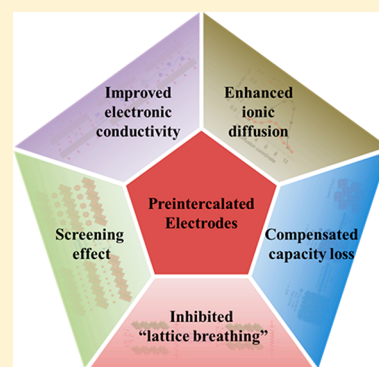 Improved
electronic
conductivity
Enhanced
ionic
diffusion
Preintercalated
Electrodes
Screening
effect
Compensated
capacity loss
Inhibited
“lattice breathing”